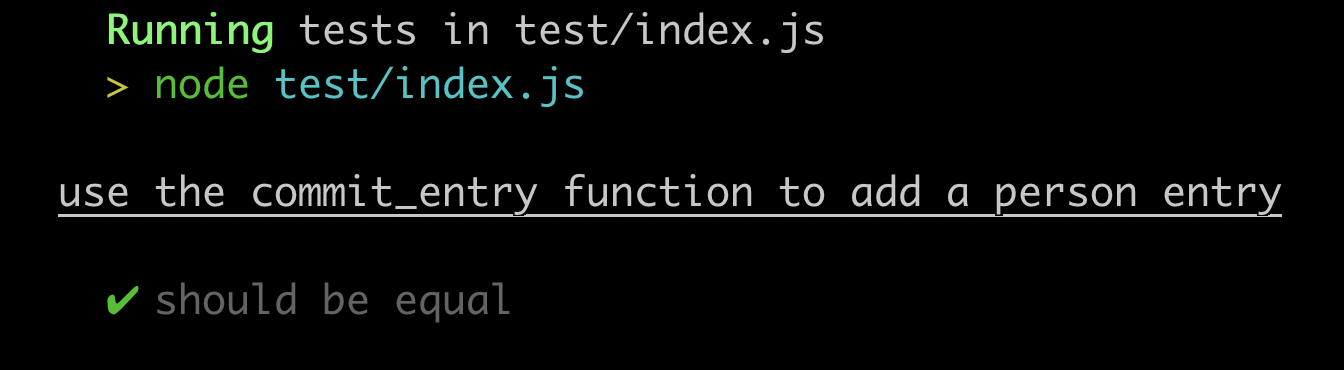 Running tests in test/index.js
> node test/index.js
use the commit_entry function to add a person entry
✔ should be equal